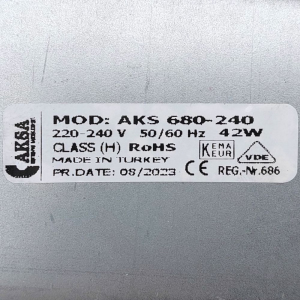 AKSA
MOD: AKS 680-240
220-240 V 50/60 Hz 42W
CLASS (H) RoHS
KEMA KEUR
VDE
MADE IN TURKEY
PR.DATE: 08/2023 CE REG.-Nr.686